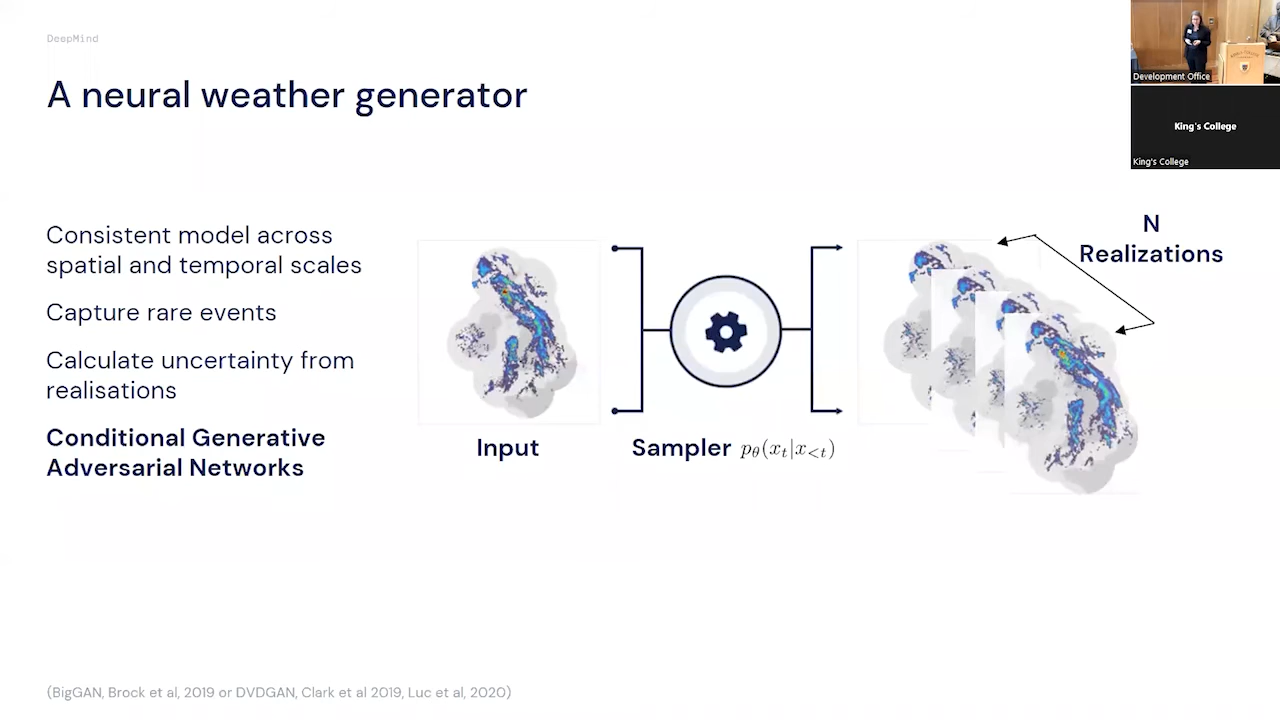 DeepMind
A neural weather generator
Development Office
King's College
King's College
Consistent model across
spatial and temporal scales
Capture rare events
Calculate uncertainty from
realisations
Conditional Generative
Adversarial Networks
Input
Sampler pθ(xt|x<t)
N
Realizations
(BigGAN, Brock et al, 2019 or DVDGAN, Clark et al 2019, Luc et al, 2020)